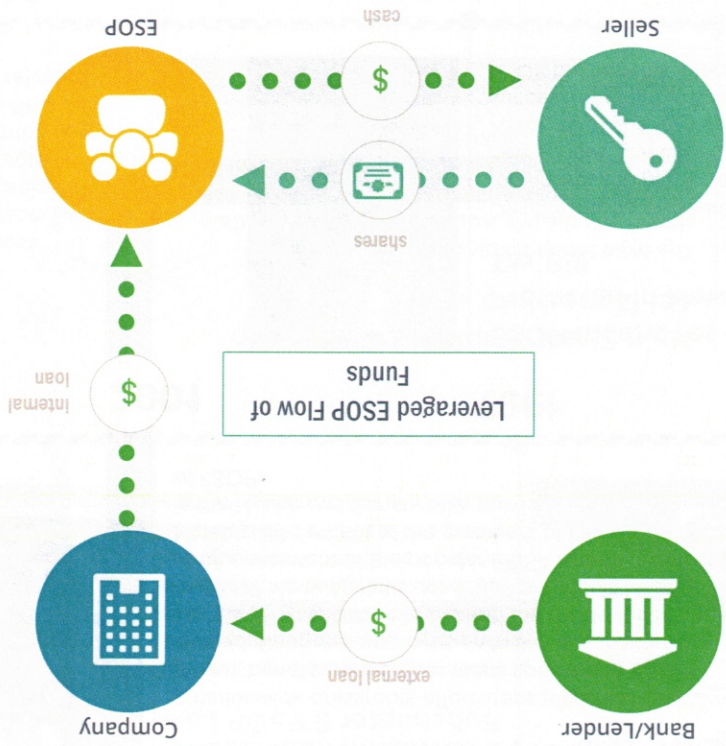 Bank/Lender
Company
external loan
$
Leveraged ESOP Flow of
Funds
$
internal
loan
shares
$
cash
Seller
ESOP